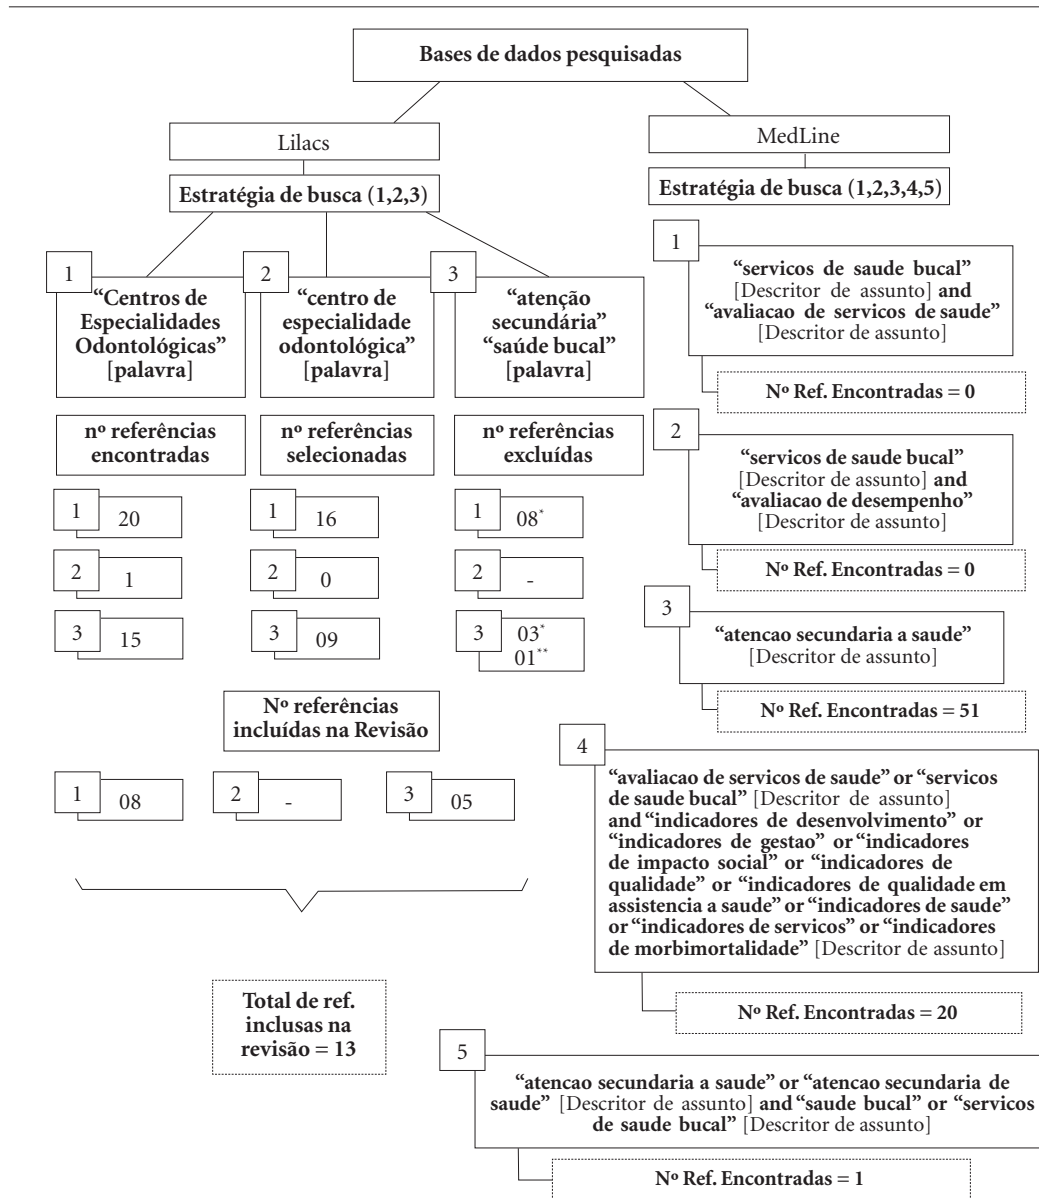 Bases de dados pesquisadas
Lilacs
Estratégia de busca (1,2,3)
1
“Centros de
Especialidades
Odontológicas”
[palavra]
2
“centro de
especialidade
odontológica”
[palavra]
3
“atenção
secundária”
“saúde bucal”
[palavra]
nº referências
encontradas
1
20
2
1
3
15
nº referências
selecionadas
1
16
2
0
3
09
nº referências
excluídas
1
08*
2
-
3
03*
01**
Nº referências
incluídas na Revisão
1
08
2
-
3
05
Total de ref.
inclusas na
revisão = 13
MedLine
Estratégia de busca (1,2,3,4,5)
1
“servicos de saude bucal”
[Descritor de assunto] and
“avaliacao de servicos de saude”
[Descritor de assunto]
Nº Ref. Encontradas = 0
2
“servicos de saude bucal”
[Descritor de assunto] and
“avaliacao de desempenho”
[Descritor de assunto]
Nº Ref. Encontradas = 0
3
“atencao secundaria a saude”
[Descritor de assunto]
Nº Ref. Encontradas = 51
4
“avaliacao de servicos de saude” or “servicos
de saude bucal” [Descritor de assunto]
and “indicadores de desenvolvimento” or
“indicadores de gestao” or “indicadores
de impacto social” or “indicadores de
qualidade” or “indicadores de qualidade em
assistencia a saude” or “indicadores de saude”
or “indicadores de servicos” or “indicadores
de morbimortalidade” [Descritor de assunto]
Nº Ref. Encontradas = 20
5
“atencao secundaria a saude” or “atencao secundaria de
saude” [Descritor de assunto] and “saude bucal” or “servicos
de saude bucal” [Descritor de assunto]
Nº Ref. Encontradas = 1